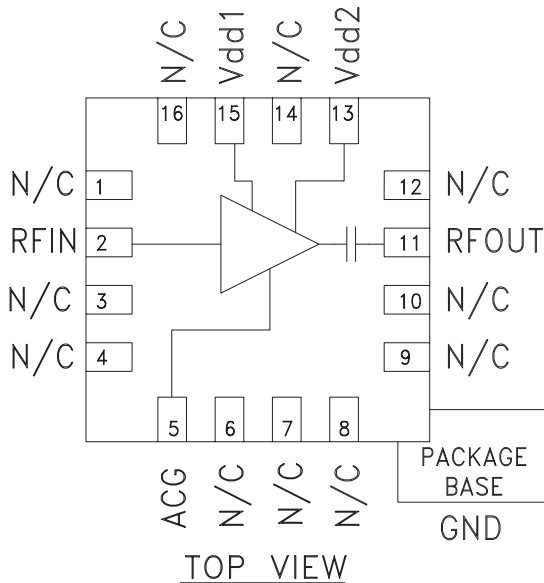 N/C
Vdd1
N/C
Vdd2
16
15
14
13
N/C 1
12 N/C
RFIN 2
11 RFOUT
N/C 3
10 N/C
N/C 4
9 N/C
5
6
7
8
ACG
N/C
N/C
N/C
PACKAGE
BASE
GND
TOP VIEW